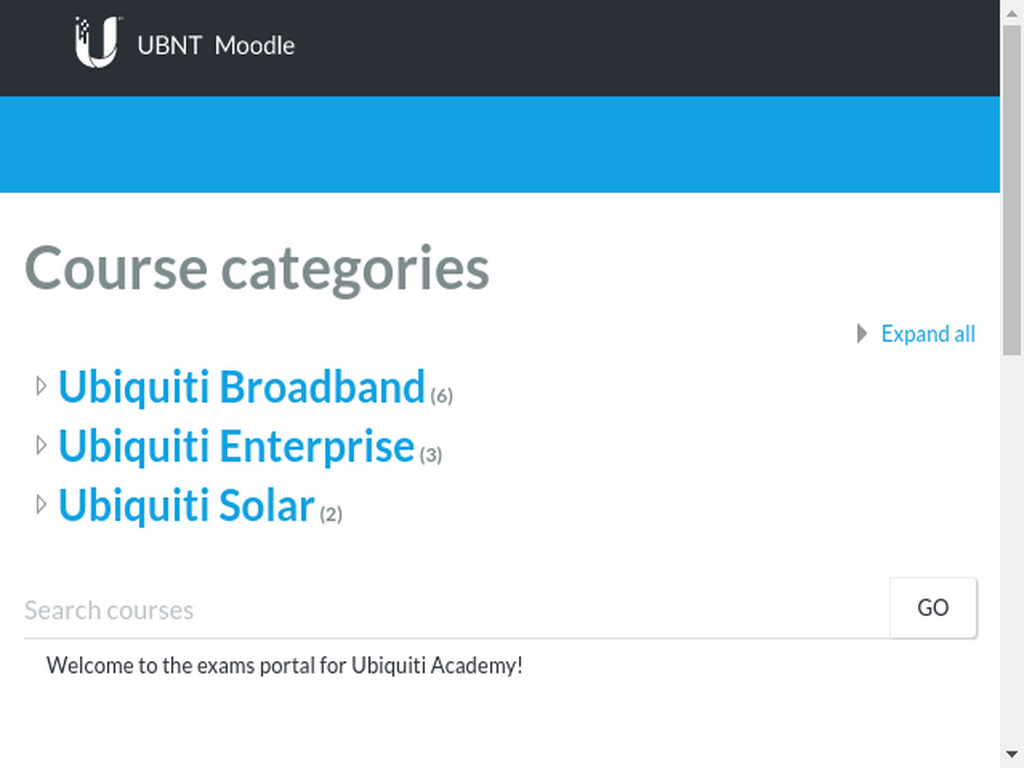 UBNT Moodle
Course categories
Expand all
Ubiquiti Broadband (6)
Ubiquiti Enterprise (3)
Ubiquiti Solar (2)
Search courses
GO
Welcome to the exams portal for Ubiquiti Academy!